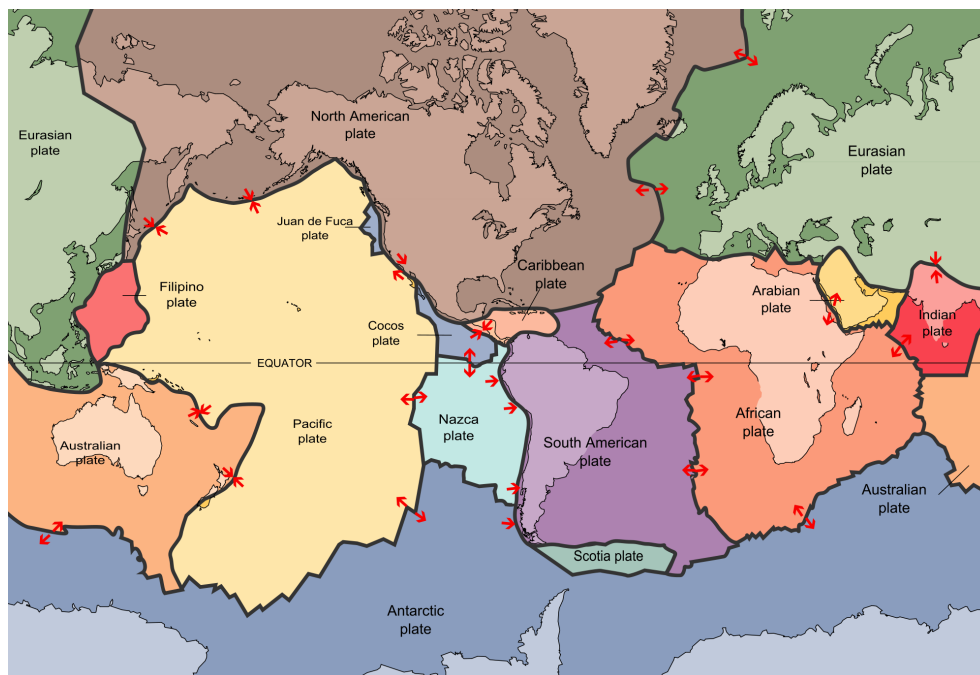 North American
plate
Eurasian
plate
Eurasian
plate
Juan de Fuca
plate
Caribbean
plate
Filipino
plate
Arabian
plate
Indian
plate
Cocos
plate
EQUATOR
Pacific
plate
Nazca
plate
South American
plate
African
plate
Australian
plate
Australian
plate
Scotia plate
Antarctic
plate